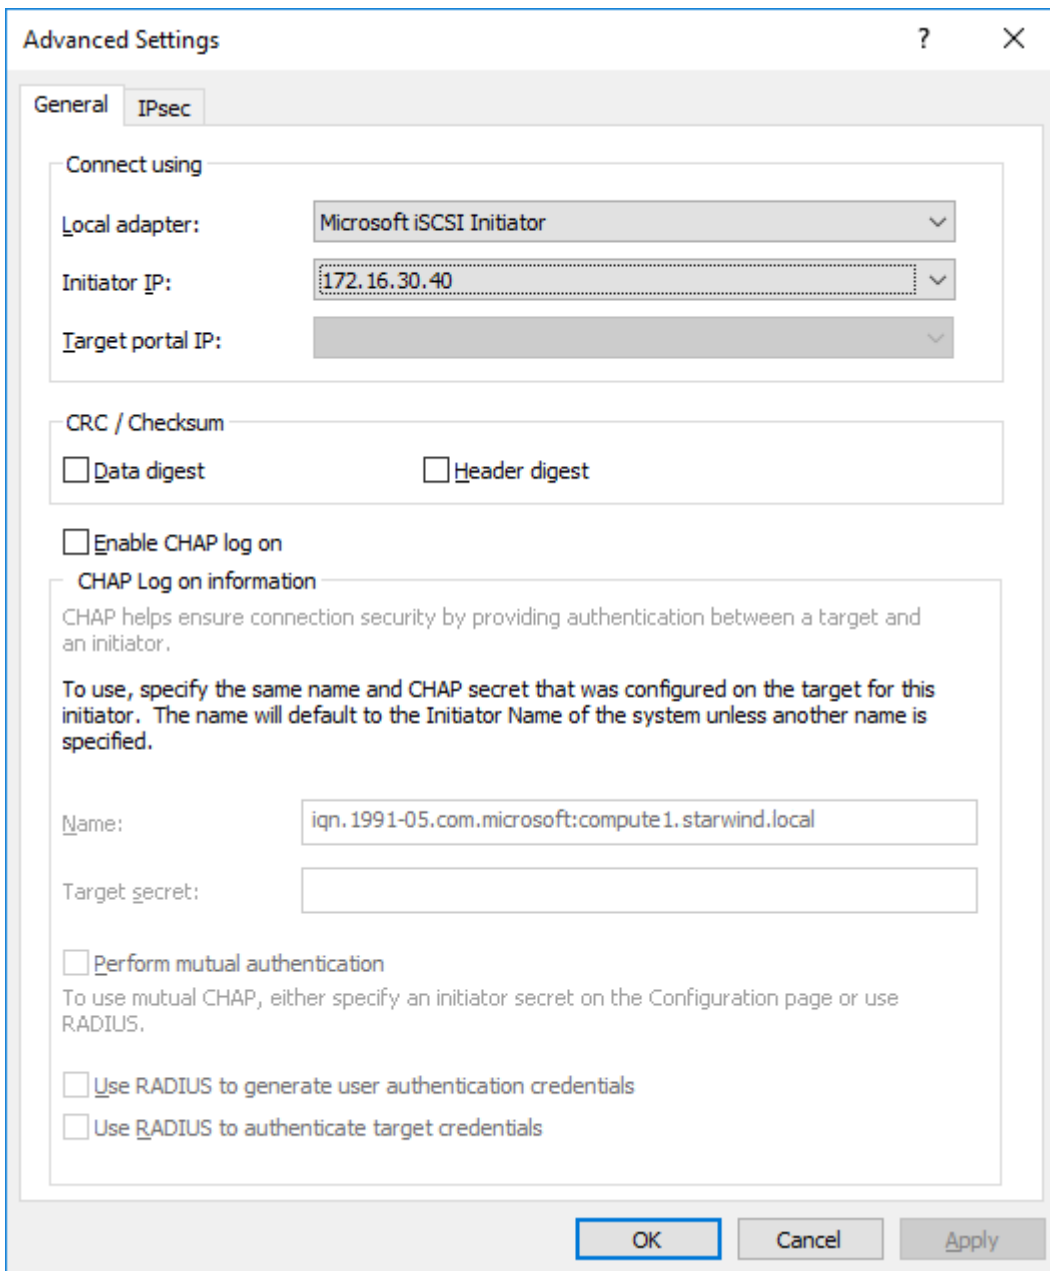 Advanced Settings ?
General IPsec
Connect using
Local adapter: Microsoft iSCSI Initiator
Initiator IP: 172.16.30.40
Target portal IP:
CRC / Checksum
Data digest Header digest
Enable CHAP log on
CHAP Log on information
CHAP helps ensure connection security by providing authentication between a target and
an initiator.
To use, specify the same name and CHAP secret that was configured on the target for this
initiator.  The name will default to the Initiator Name of the system unless another name is
specified.
Name: iqn.1991-05.com.microsoft:compute1.starwind.local
Target secret:
Perform mutual authentication
To use mutual CHAP, either specify an initiator secret on the Configuration page or use
RADIUS.
Use RADIUS to generate user authentication credentials
Use RADIUS to authenticate target credentials
OK Cancel Apply